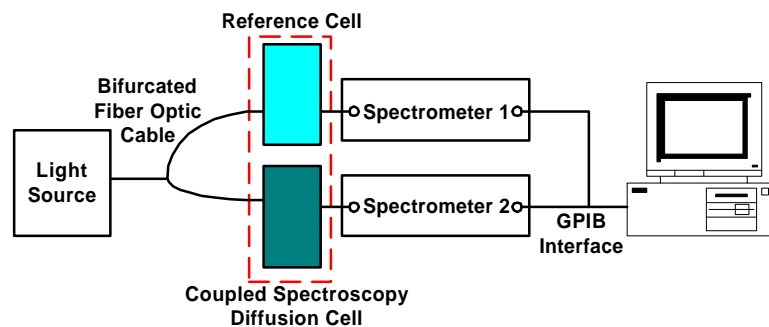 Reference Cell
Bifurcated
Fiber Optic
Cable
Light
Source
Spectrometer 1
Spectrometer 2
GPIB
Interface
Coupled Spectroscopy
Diffusion Cell